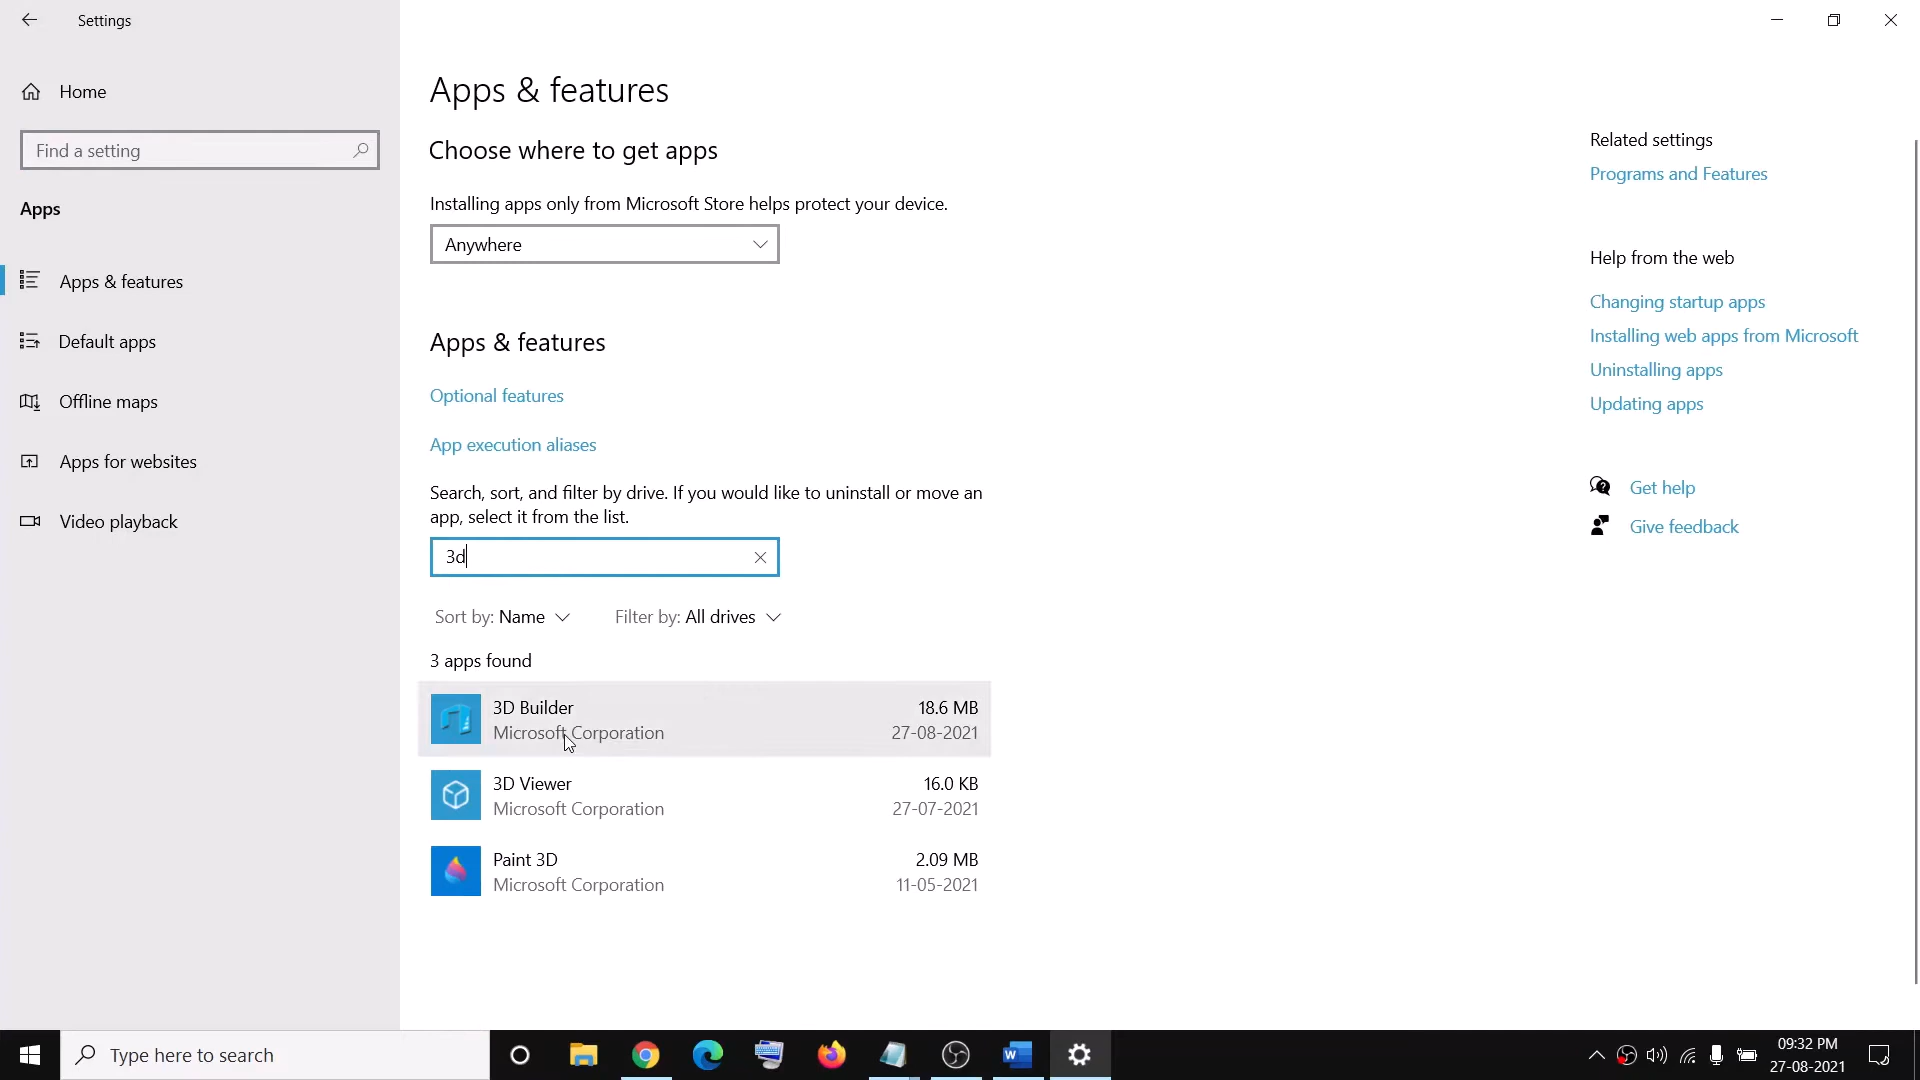 Settings
Home
Find a setting
Apps
Apps & features
Default apps
Offline maps
Apps for websites
Video playback
Apps & features
Choose where to get apps
Installing apps only from Microsoft Store helps protect your device.
Anywhere
Apps & features
Optional features
App execution aliases
Search, sort, and filter by drive. If you would like to uninstall or move an
app, select it from the list.
3d
Sort by: Name
Filter by: All drives
3 apps found
3D Builder 18.6 MB
Microsoft Corporation 27-08-2021
3D Viewer 16.0 KB
Microsoft Corporation 27-07-2021
Paint 3D 2.09 MB
Microsoft Corporation 11-05-2021
Related settings
Programs and Features
Help from the web
Changing startup apps
Installing web apps from Microsoft
Uninstalling apps
Updating apps
Get help
Give feedback
Type here to search
09:32 PM
27-08-2021